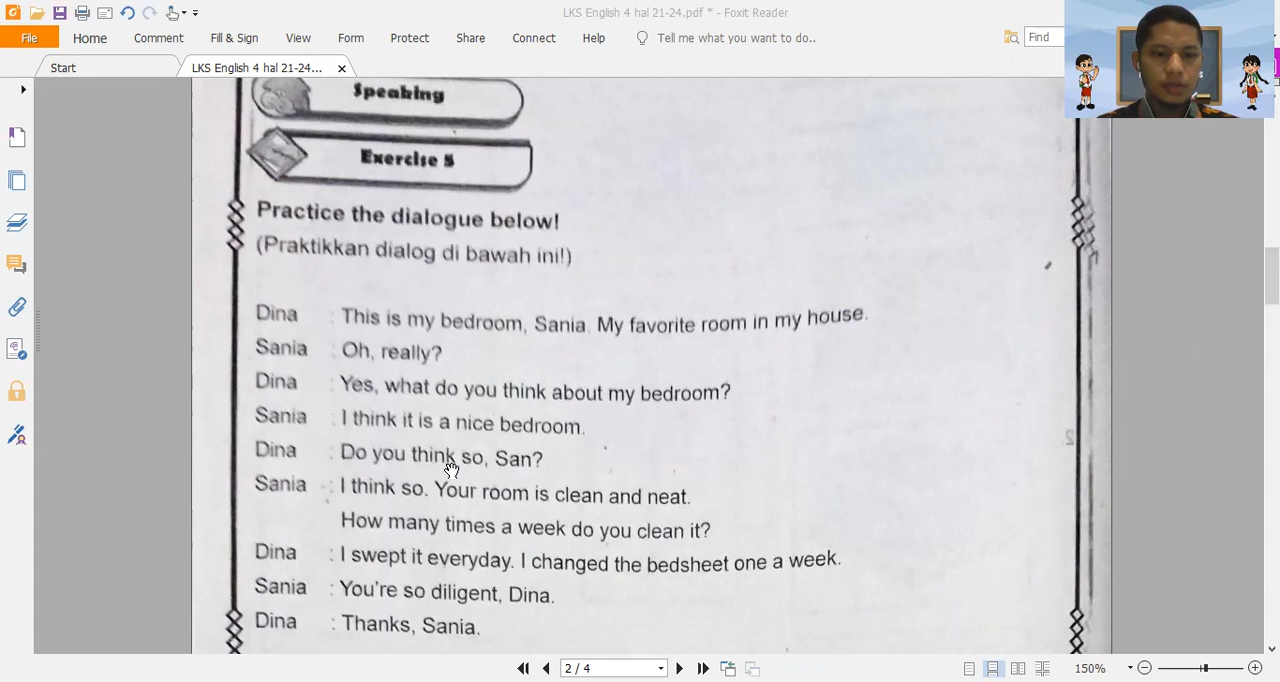 LKS English 4 hal 21-24.pdf * - Foxit Reader
File Home Comment Fill & Sign View Form Protect Share Connect Help Tell me what you want to do.. Find
Start LKS English 4 hal 21-24...
Speaking
Exercise 5
Practice the dialogue below!
(Praktikkan dialog di bawah ini!)
Dina : This is my bedroom, Sania. My favorite room in my house.
Sania : Oh, really?
Dina : Yes, what do you think about my bedroom?
Sania : I think it is a nice bedroom.
Dina : Do you think so, San?
Sania : I think so. Your room is clean and neat.
How many times a week do you clean it?
Dina : I swept it everyday. I changed the bedsheet one a week.
Sania : You're so diligent, Dina.
Dina : Thanks, Sania.
2 / 4 150%